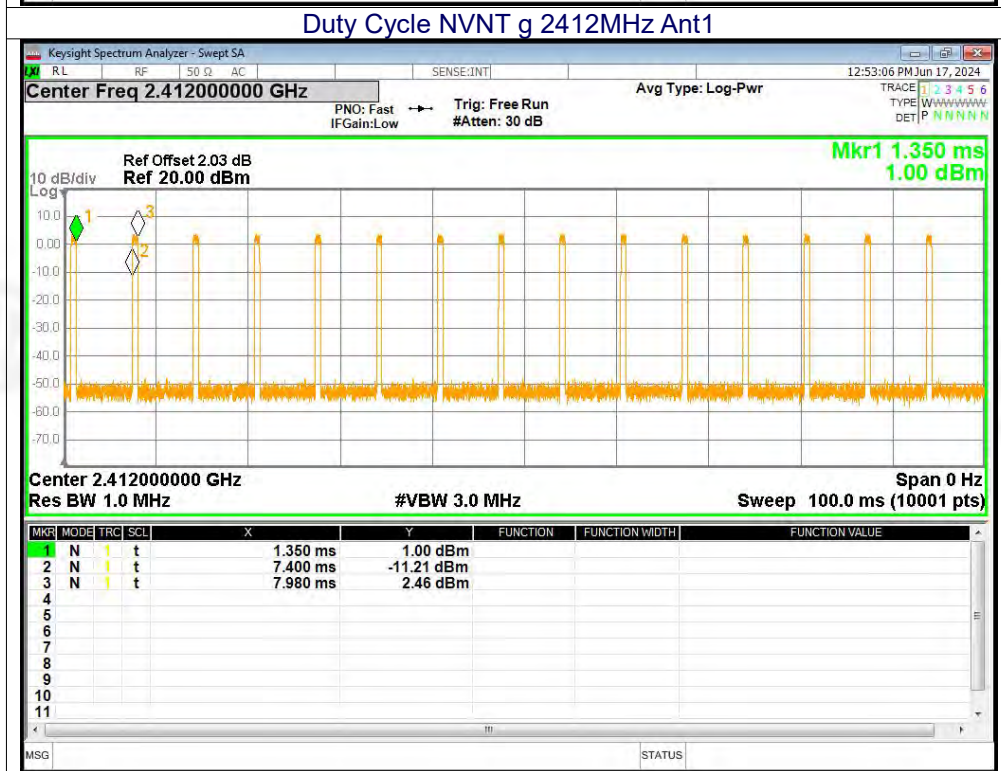 Duty Cycle NVNT g 2412MHz Ant1
Keysight Spectrum Analyzer - Swept SA
LXI RL RF 50 Ω AC SENSE:INT 12:53:06 PM Jun 17, 2024
Center Freq 2.412000000 GHz Avg Type: Log-Pwr TRACE 1 2 3 4 5 6
PNO: Fast Trig: Free Run TYPE WWWWWW
IFGain:Low #Atten: 30 dB DET P N N N N N
Mkr1 1.350 ms
1.00 dBm
Ref Offset 2.03 dB
10 dB/div Ref 20.00 dBm
Log
10.0
0.00
-10.0
-20.0
-30.0
-40.0
-50.0
-60.0
-70.0
1
3
2
Center 2.412000000 GHz Span 0 Hz
Res BW 1.0 MHz #VBW 3.0 MHz Sweep 100.0 ms (10001 pts)
MKR MODE TRC SCL X Y FUNCTION FUNCTION WIDTH FUNCTION VALUE
1 N 1 t 1.350 ms 1.00 dBm
2 N 1 t 7.400 ms -11.21 dBm
3 N 1 t 7.980 ms 2.46 dBm
4
5
6
7
8
9
10
11
MSG STATUS